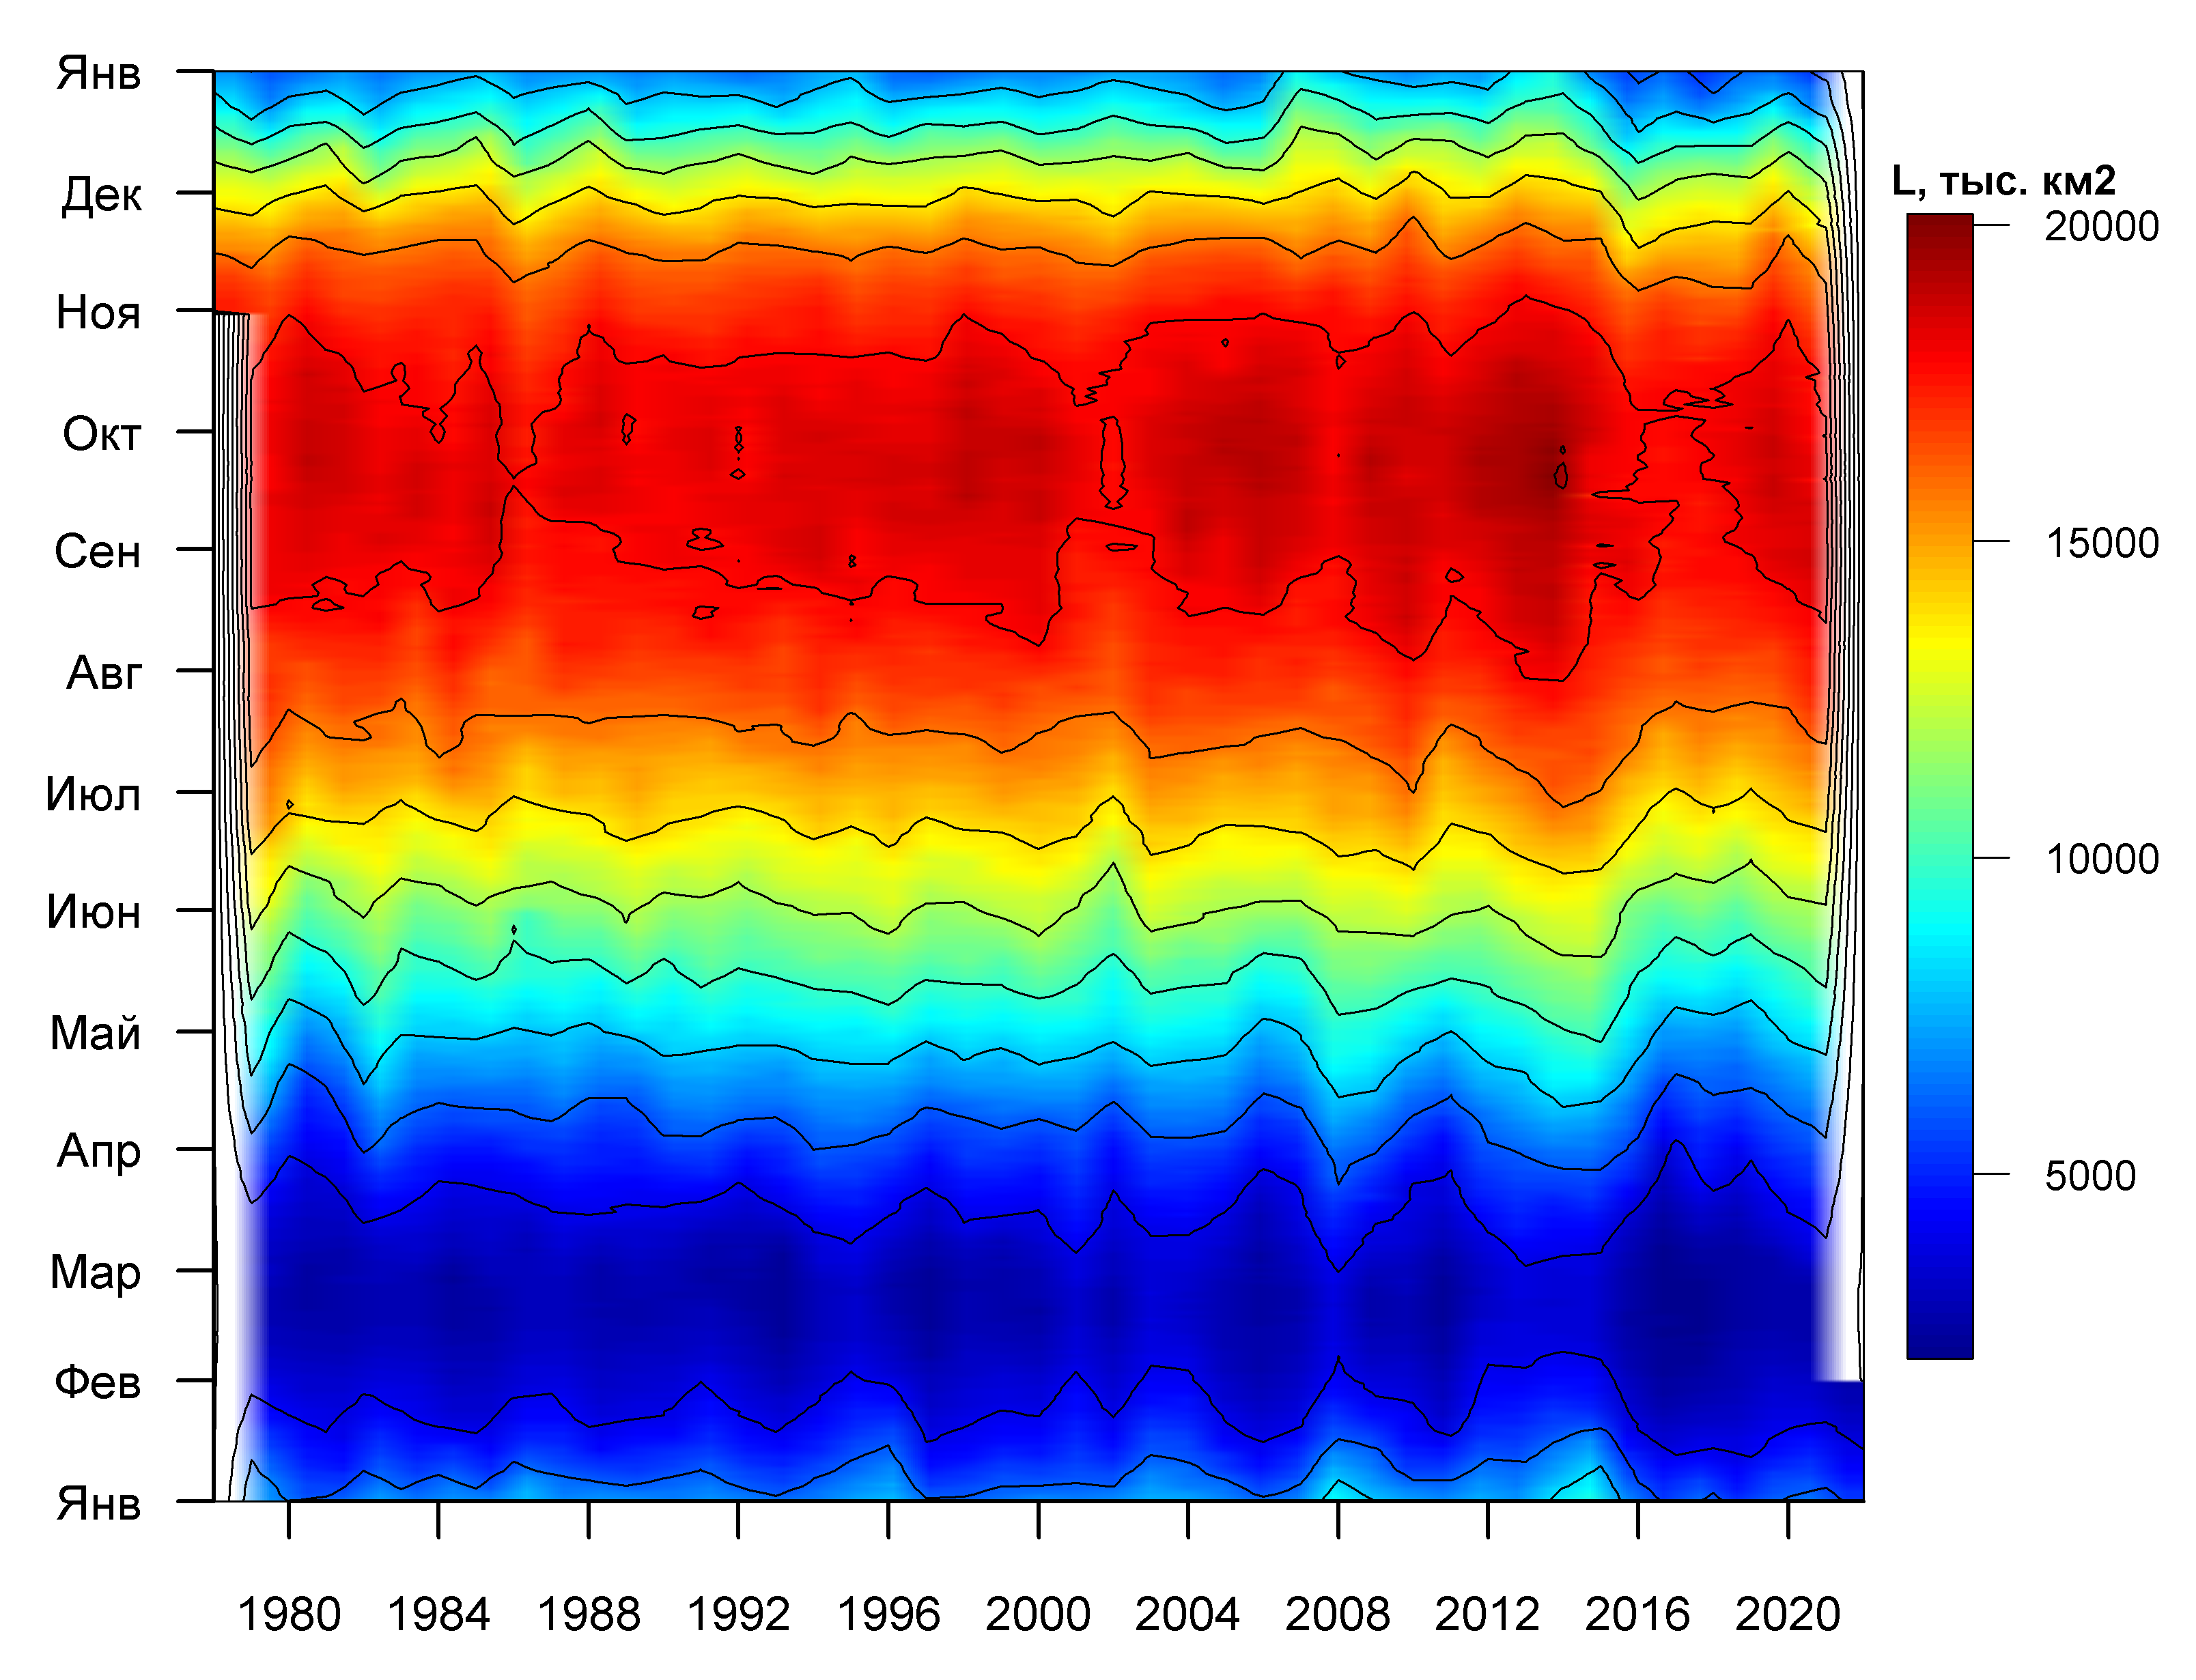 Янв
Дек
Ноя
Окт
Сен
Авг
Июл
Июн
Май
Апр
Мар
Фев
Янв
1980 1984 1988 1992 1996 2000 2004 2008 2012 2016 2020
L, тыс. км2
20000
15000
10000
5000